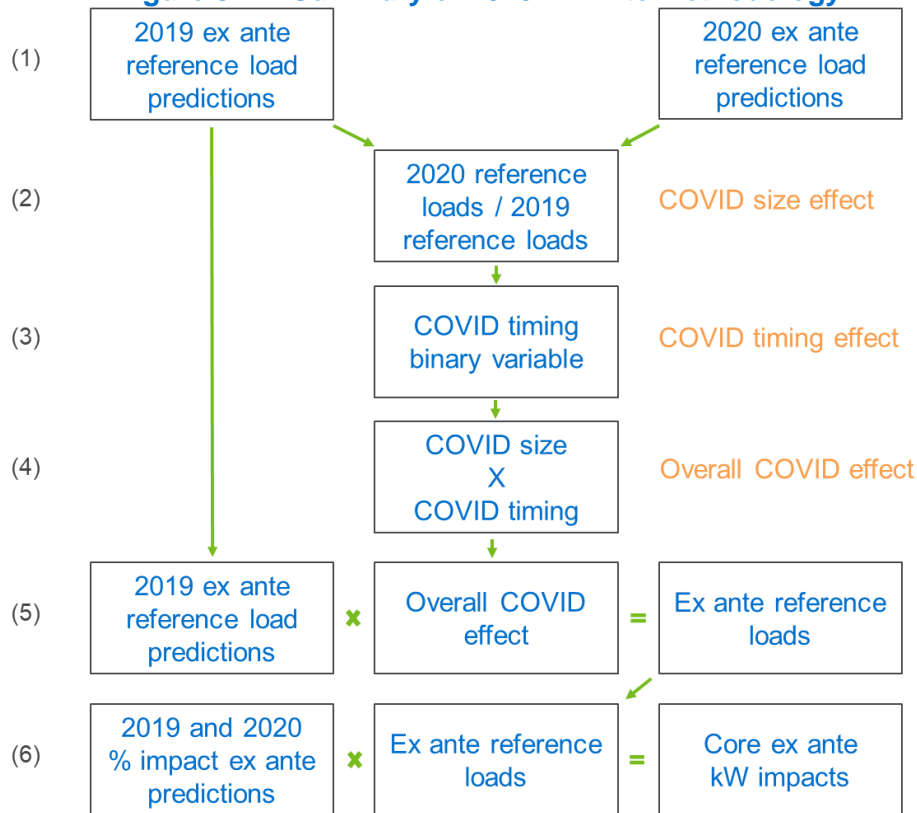 (1)
2019 ex ante
reference load
predictions
2020 ex ante
reference load
predictions
(2)
2020 reference
loads / 2019
reference loads
COVID size effect
(3)
COVID timing
binary variable
COVID timing effect
(4)
COVID size
X
COVID timing
Overall COVID effect
(5)
2019 ex ante
reference load
predictions
×
Overall COVID
effect
=
Ex ante reference
loads
(6)
2019 and 2020
% impact ex ante
predictions
×
Ex ante reference
loads
=
Core ex ante
kW impacts